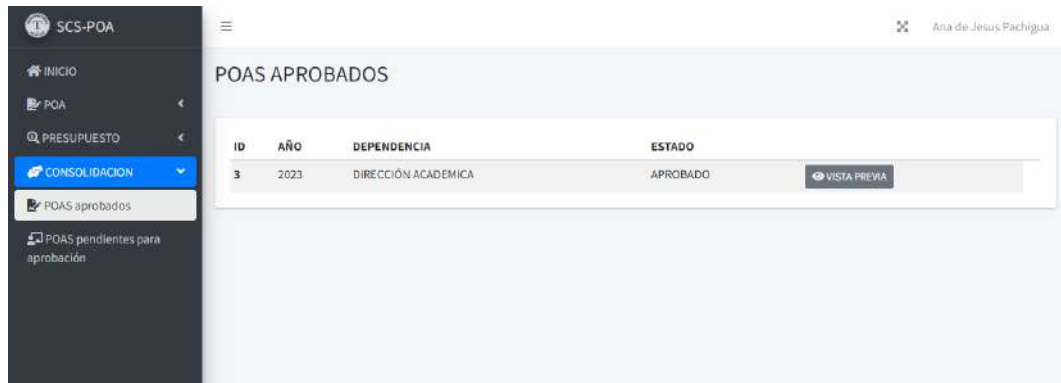 SCS-POA
Ana de Jesus Pachigua
INICIO
POA
PRESUPUESTO
CONSOLIDACION
POAS aprobados
POAS pendientes para
aprobación
POAS APROBADOS
ID AÑO DEPENDENCIA ESTADO
3 2023 DIRECCIÓN ACADEMICA APROBADO VISTA PREVIA